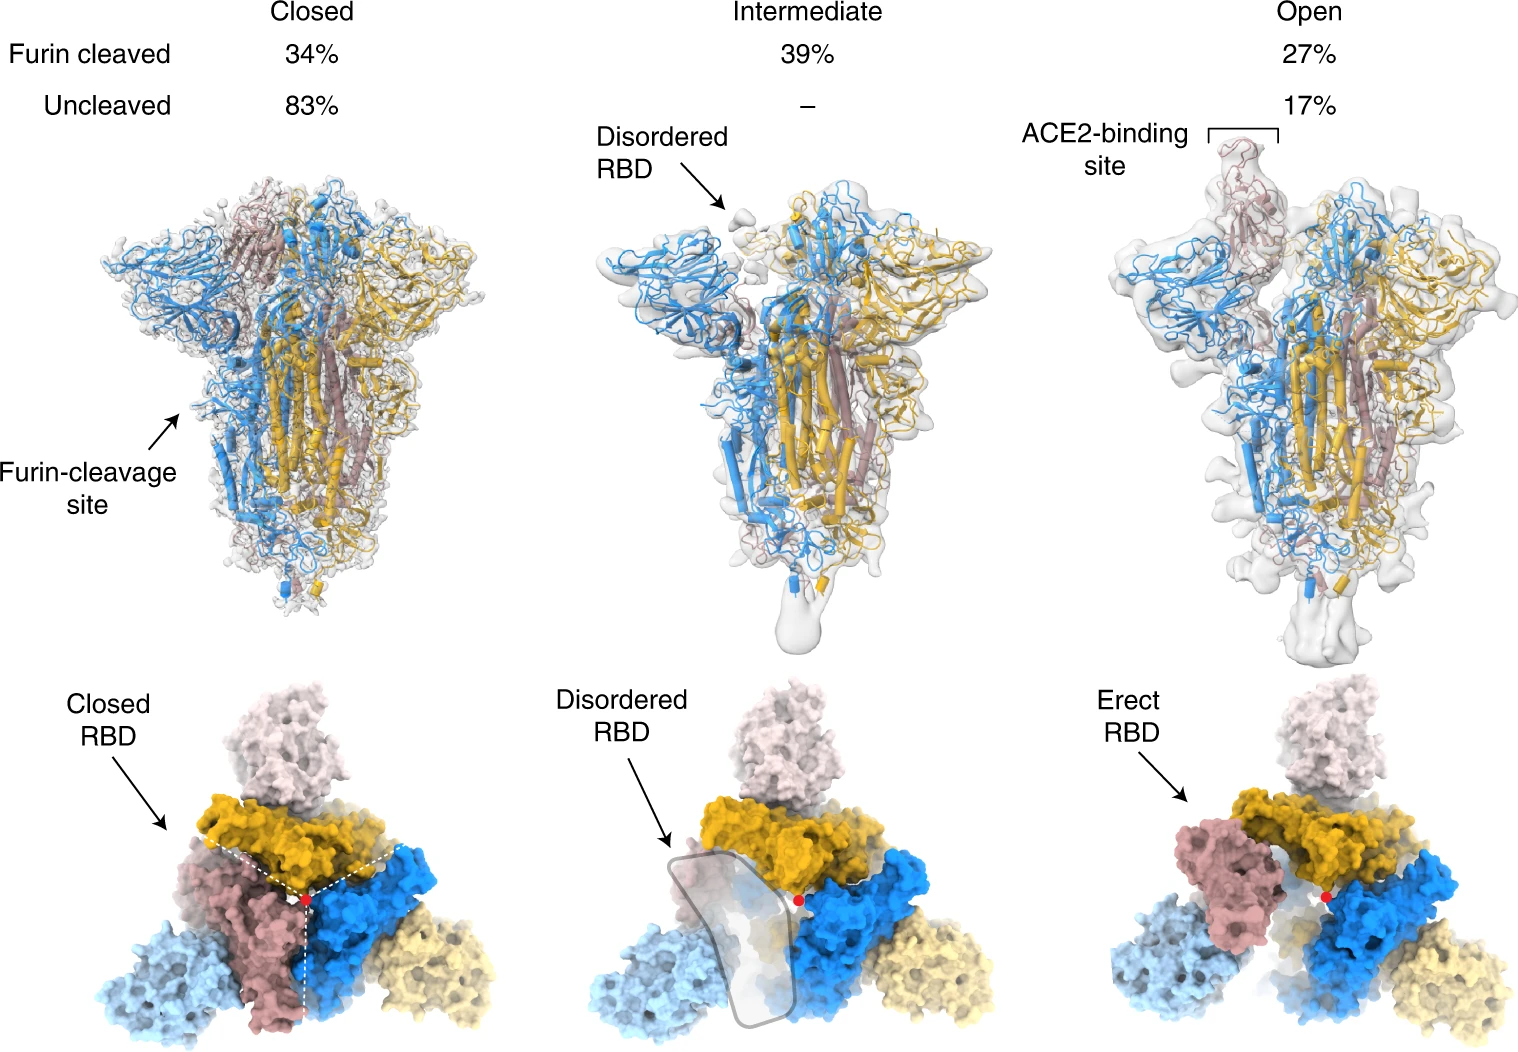 Closed
Intermediate
Open
Furin cleaved
34%
39%
27%
Uncleaved
83%
–
17%
Disordered
RBD
ACE2-binding
site
Furin-cleavage
site
Closed
RBD
Disordered
RBD
Erect
RBD